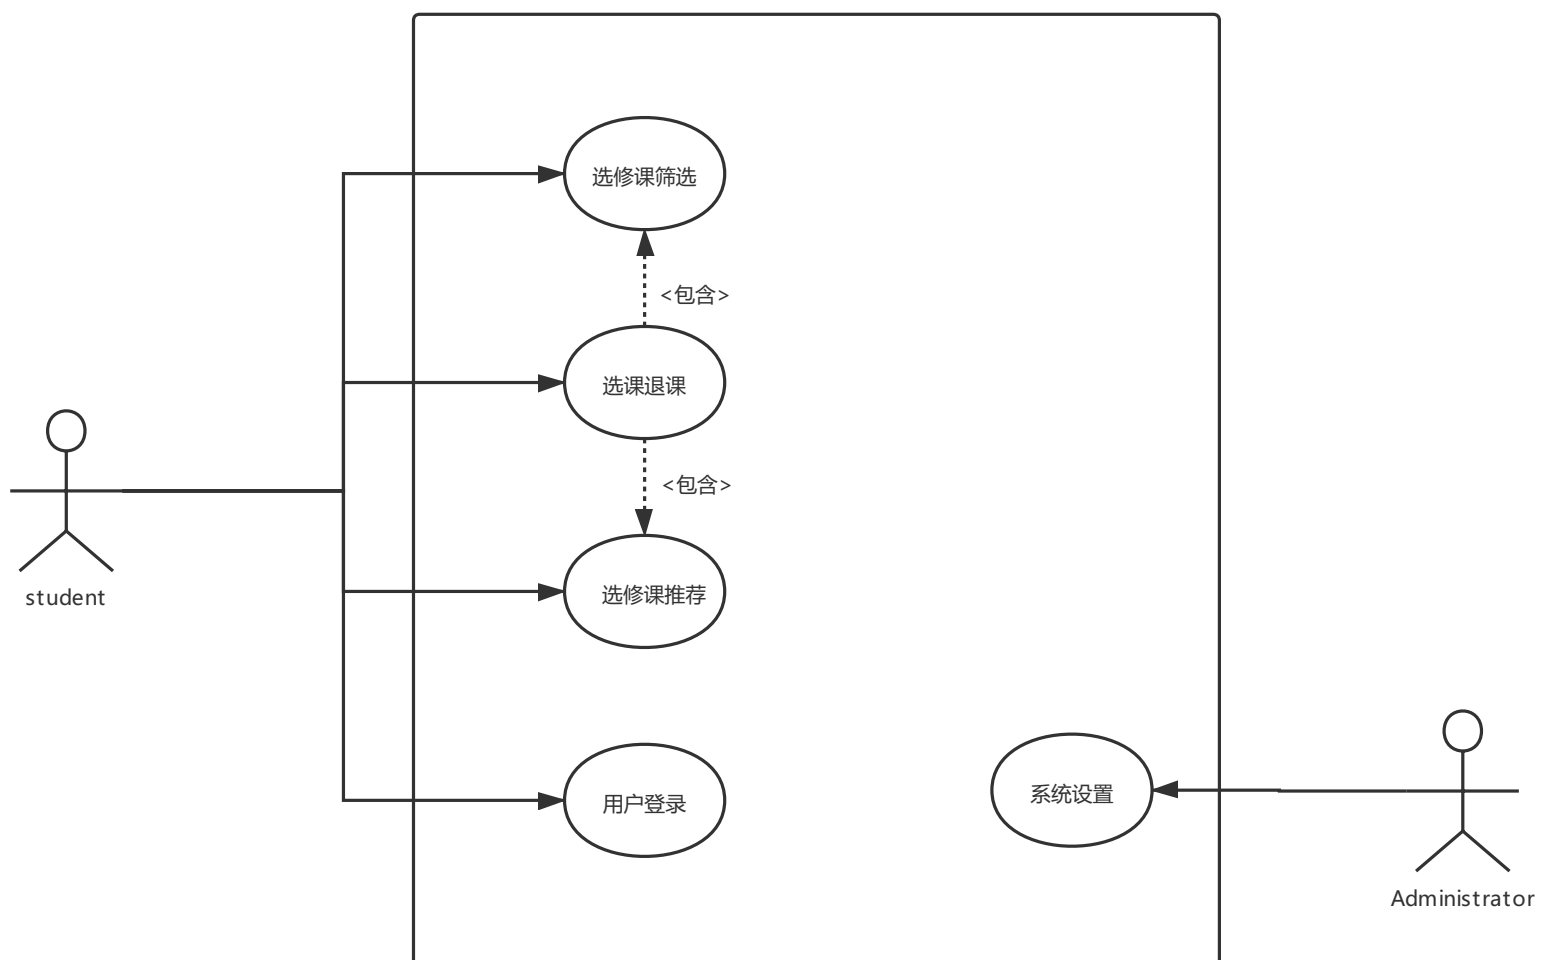 选修课筛选
<包含>
选课退课
<包含>
选修课推荐
student
用户登录
系统设置
Administrator